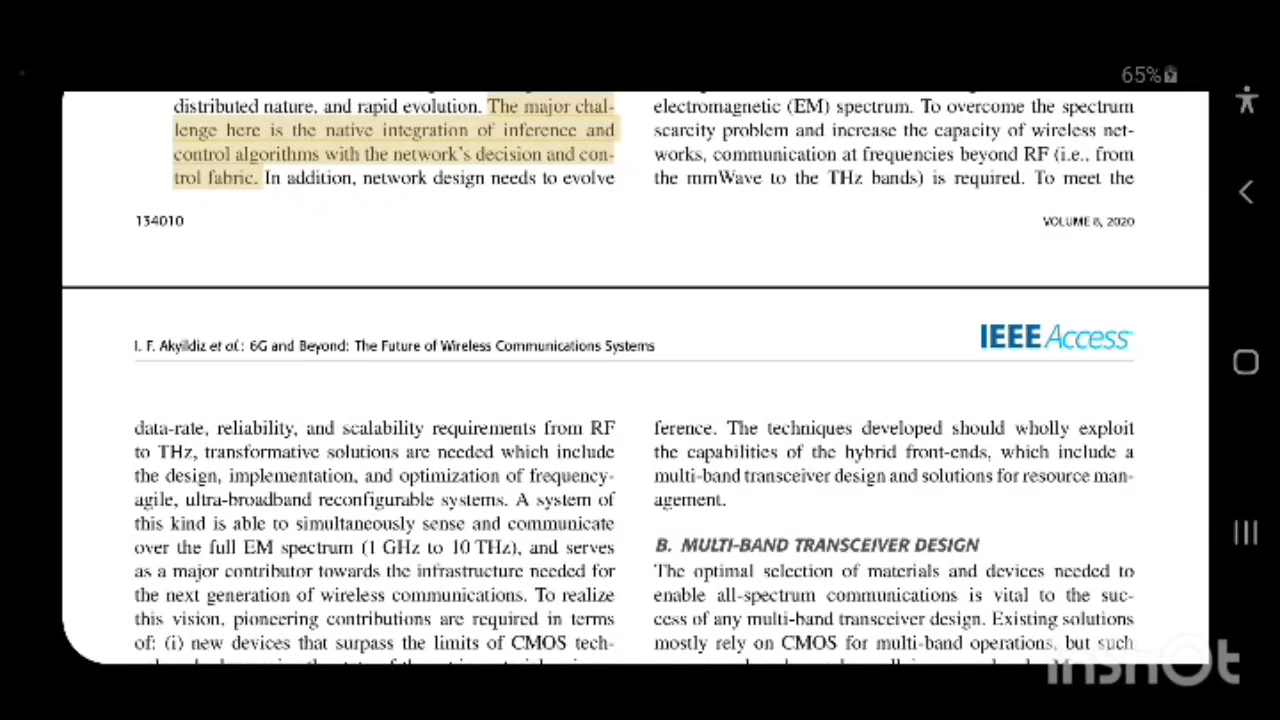 65%
distributed nature, and rapid evolution. The major chal-
lenge here is the native integration of inference and
control algorithms with the network's decision and con-
trol fabric. In addition, network design needs to evolve
electromagnetic (EM) spectrum. To overcome the spectrum
scarcity problem and increase the capacity of wireless net-
works, communication at frequencies beyond RF (i.e., from
the mmWave to the THz bands) is required. To meet the
134010
VOLUME 8, 2020
I. F. Akyildiz et al.: 6G and Beyond: The Future of Wireless Communications Systems
IEEE Access
data-rate, reliability, and scalability requirements from RF
to THz, transformative solutions are needed which include
the design, implementation, and optimization of frequency-
agile, ultra-broadband reconfigurable systems. A system of
this kind is able to simultaneously sense and communicate
over the full EM spectrum (1 GHz to 10 THz), and serves
as a major contributor towards the infrastructure needed for
the next generation of wireless communications. To realize
this vision, pioneering contributions are required in terms
of: (i) new devices that surpass the limits of CMOS tech-
ference. The techniques developed should wholly exploit
the capabilities of the hybrid front-ends, which include a
multi-band transceiver design and solutions for resource man-
agement.
B. MULTI-BAND TRANSCEIVER DESIGN
The optimal selection of materials and devices needed to
enable all-spectrum communications is vital to the suc-
cess of any multi-band transceiver design. Existing solutions
mostly rely on CMOS for multi-band operations, but such
InShOt